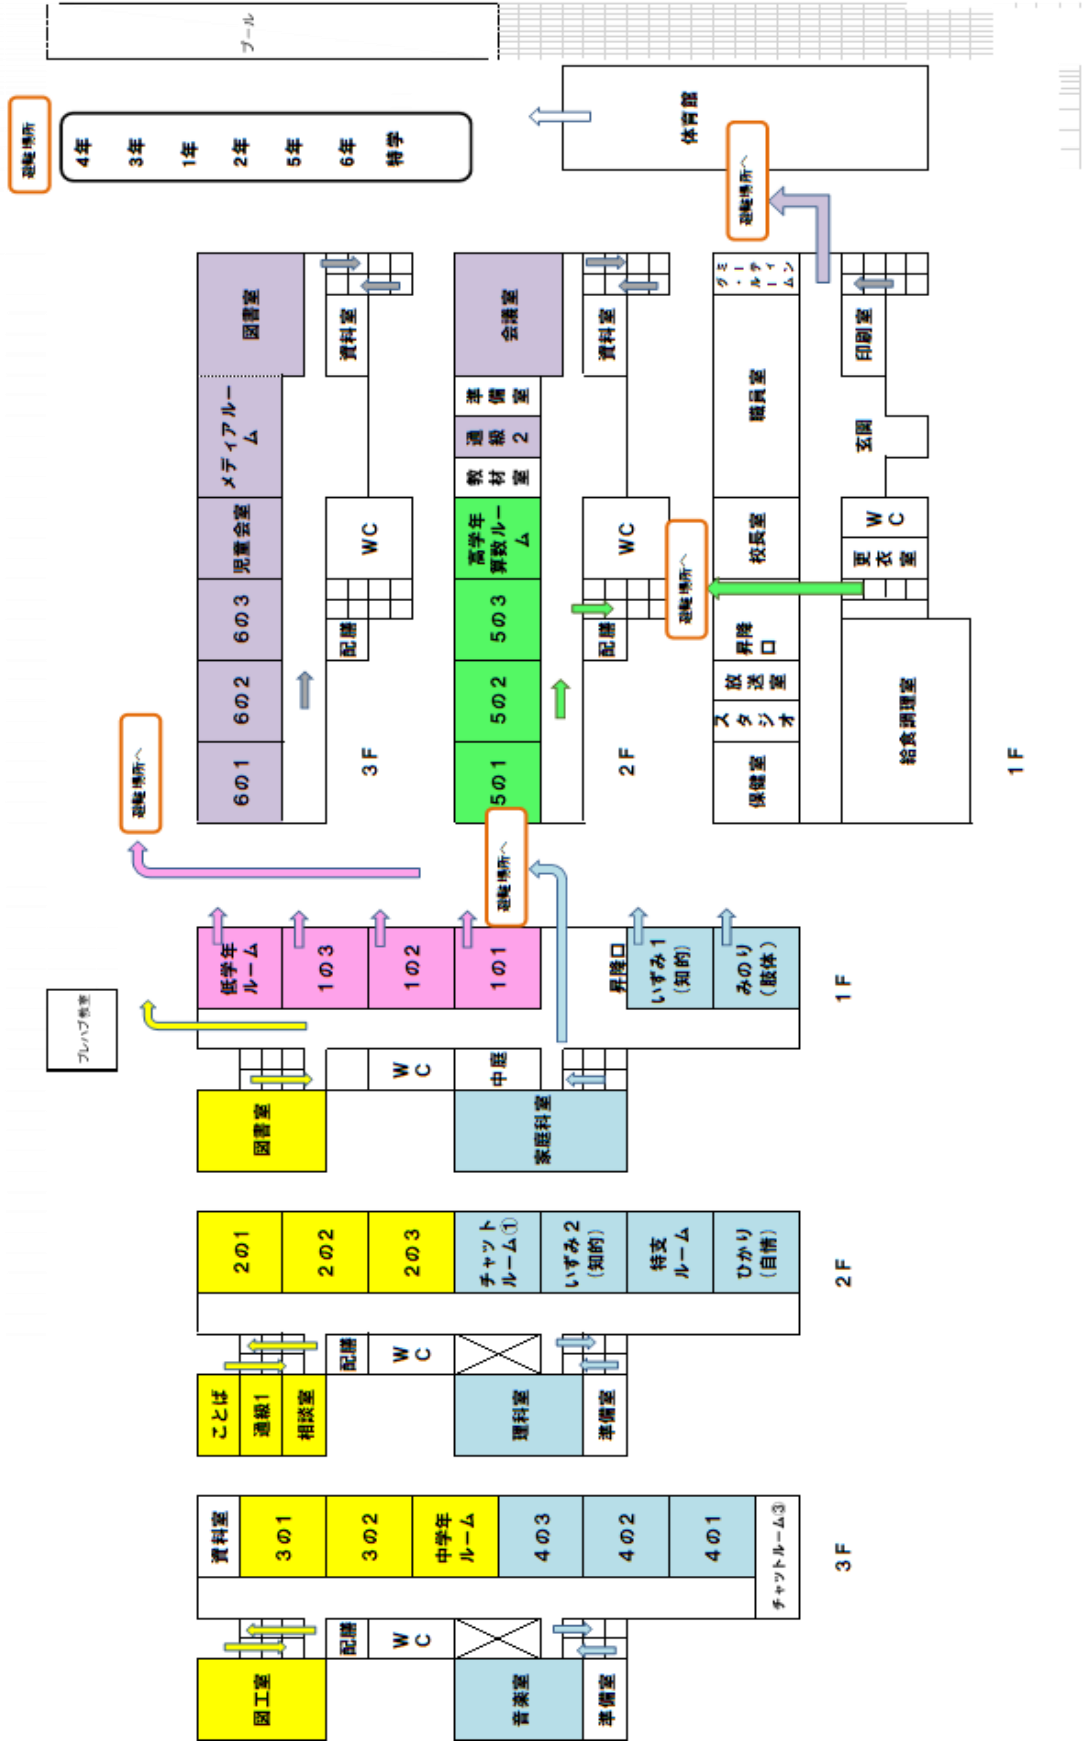 プール
避難場所
4年
3年
1年
2年
5年
6年
特学
体育館
避難場所へ
図書室
メディアルー
ム
児童会室
6の3
6の2
6の1
資料室
WC
配膳
3F
会議室
準備室
通級2
教材室
高学年
算数ルー
ム
5の3
5の2
5の1
資料室
WC
配膳
2F
避難場所へ
ミーティン
グ・ルーム
職員室
校長室
昇降
口
放送室
スタジオ
保健室
印刷室
玄関
WC
更衣室
給食調理室
1F
避難場所へ
避難場所へ
プレハブ教室
低学年
ルーム
1の3
1の2
1の1
昇降口
いずみ1
(知的)
みのり
(肢体)
図書室
WC
中庭
家庭科室
1F
2の1
2の2
2の3
チャット
ルーム①
いずみ2
(知的)
特支
ルーム
ひかり
(自情)
ことば
通級1
相談室
配膳
WC
理科室
準備室
2F
資料室
3の1
3の2
中学年
ルーム
4の3
4の2
4の1
チャットルーム③
図工室
配膳
WC
音楽室
準備室
3F